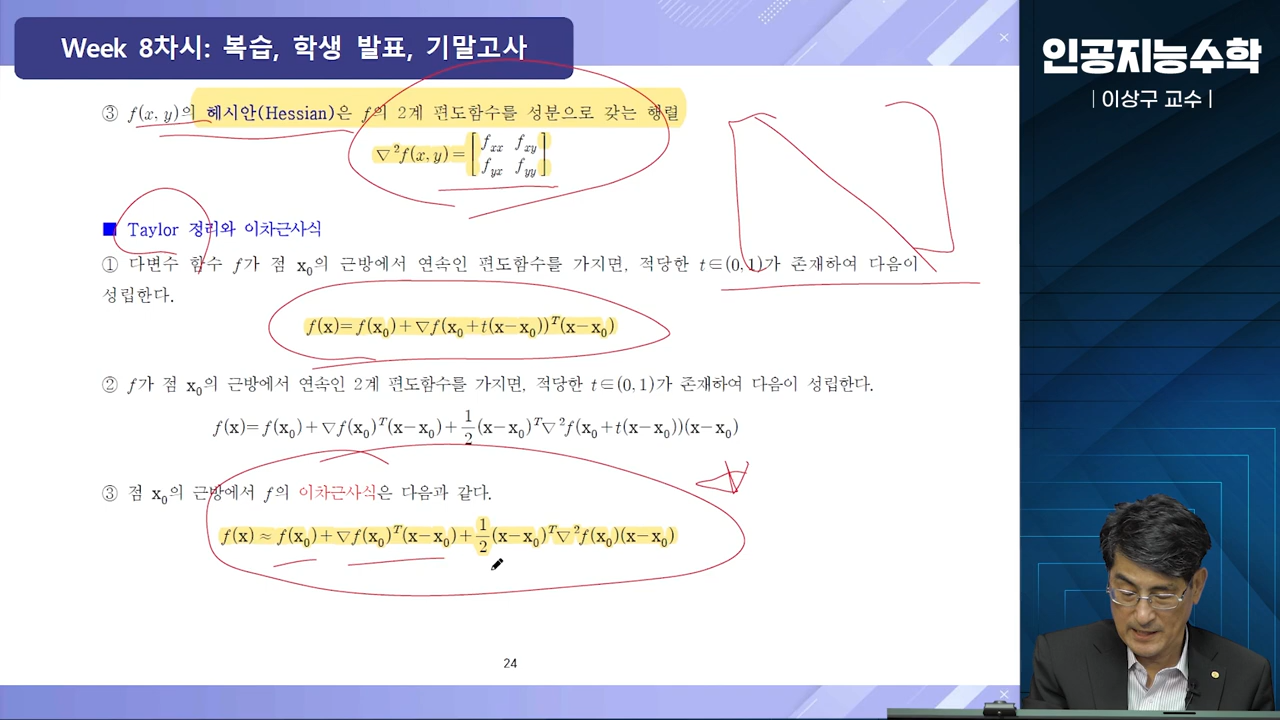 Week 8차시: 복습, 학생 발표, 기말고사
인공지능수학
| 이상구 교수 |
③ f(x, y)의 헤시안(Hessian)은 f의 2계 편도함수를 성분으로 갖는 행렬
∇²f(x, y)= [f_xx f_xy
f_yx f_yy]
■ Taylor 정리와 이차근사식
① 다변수 함수 f가 점 x₀의 근방에서 연속인 편도함수를 가지면, 적당한 t∈(0, 1)가 존재하여 다음이
성립한다.
f(x)= f(x₀)+∇f(x₀+t(x−x₀))ᵀ(x−x₀)
② f가 점 x₀의 근방에서 연속인 2계 편도함수를 가지면, 적당한 t∈(0, 1)가 존재하여 다음이 성립한다.
f(x)= f(x₀)+∇f(x₀)ᵀ(x−x₀)+1/2(x−x₀)ᵀ∇²f(x₀+t(x−x₀))(x−x₀)
③ 점 x₀의 근방에서 f의 이차근사식은 다음과 같다.
f(x) ≈ f(x₀)+∇f(x₀)ᵀ(x−x₀)+1/2(x−x₀)ᵀ∇²f(x₀)(x−x₀)
24